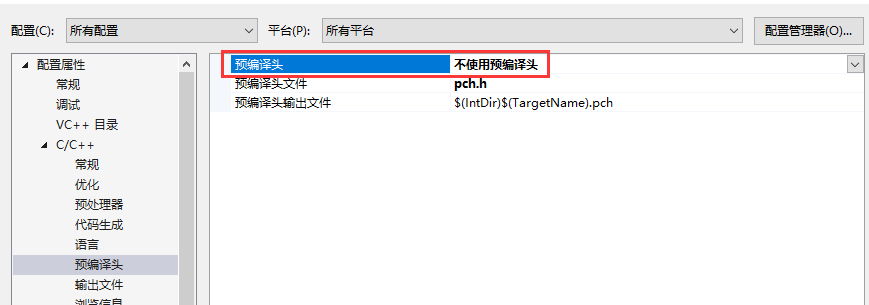 配置(C): 所有配置 平台(P): 所有平台 配置管理器(O)...
配置属性
常规
调试
VC++ 目录
C/C++
常规
优化
预处理器
代码生成
语言
预编译头
输出文件
浏览信息
预编译头 不使用预编译头
预编译头文件 pch.h
预编译头输出文件 $(IntDir)$(TargetName).pch